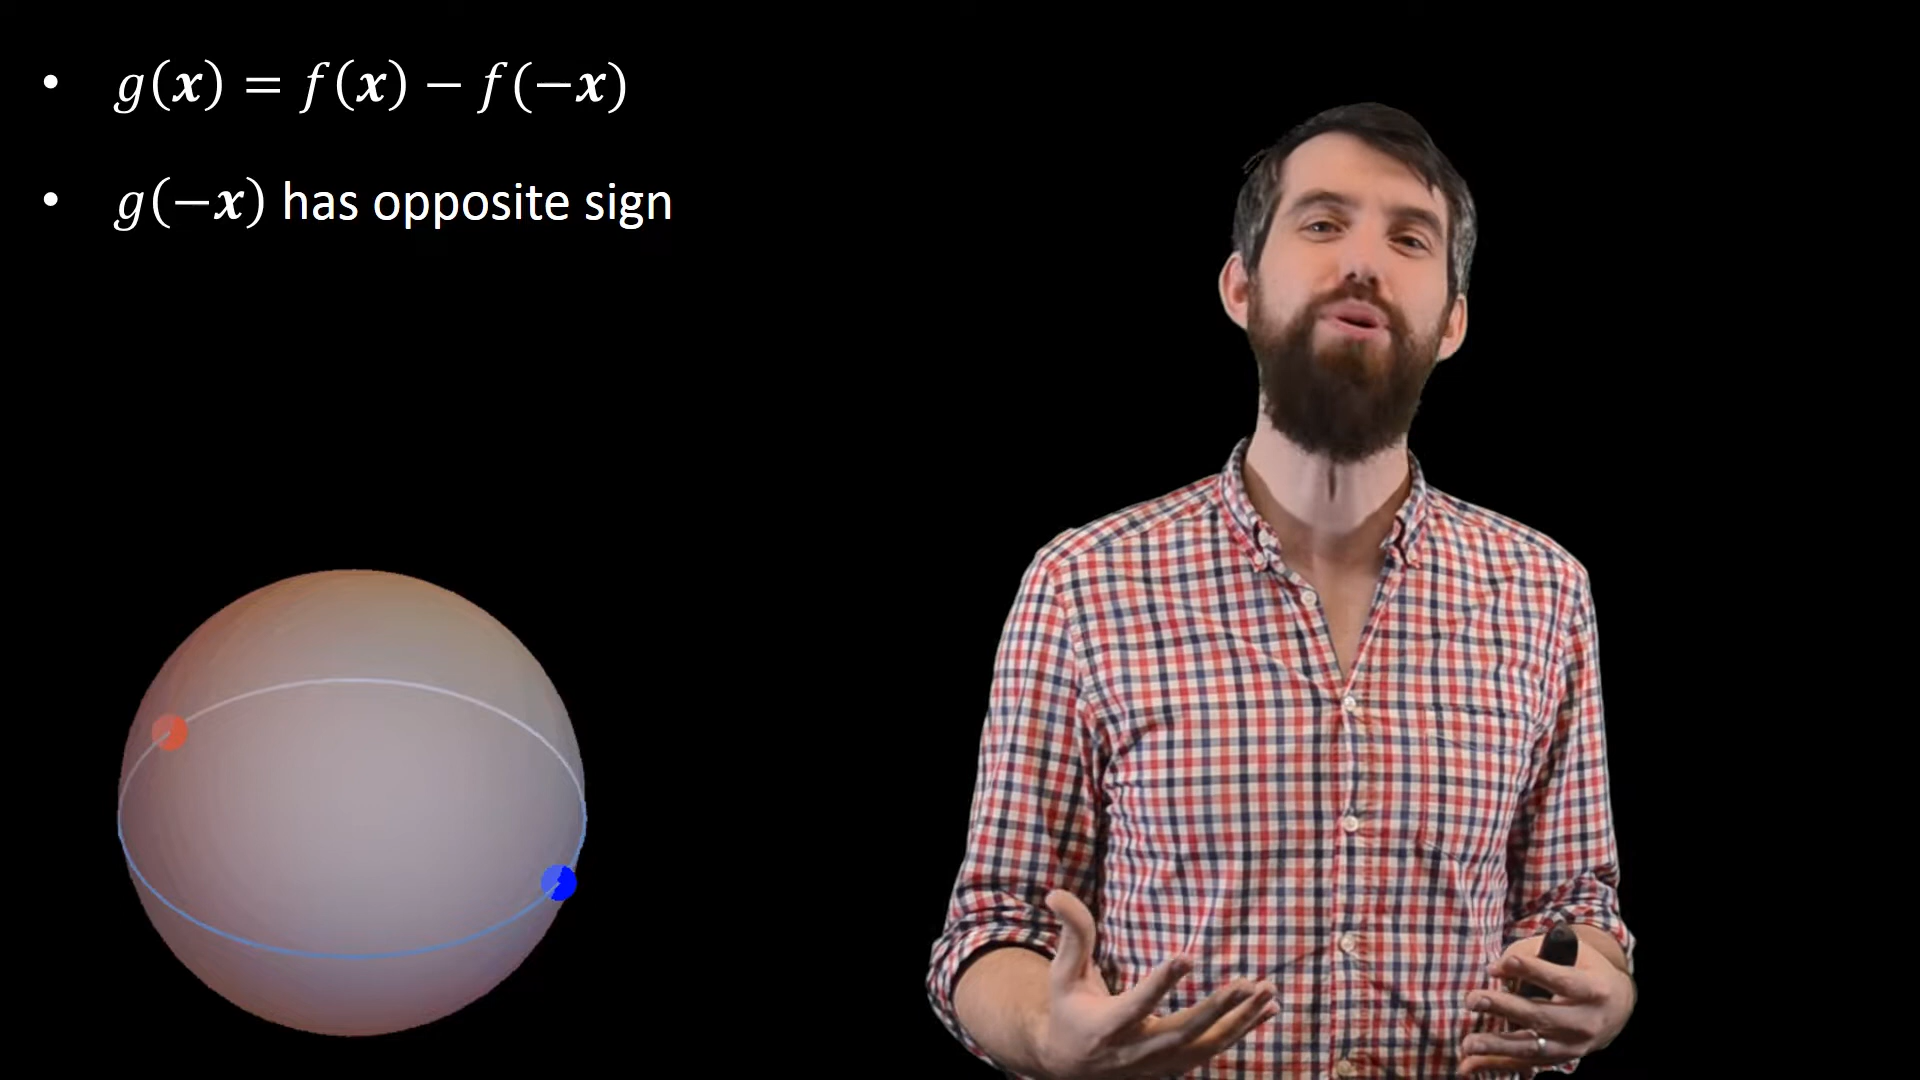 • g(x) = f(x) − f(−x)
• g(−x) has opposite sign